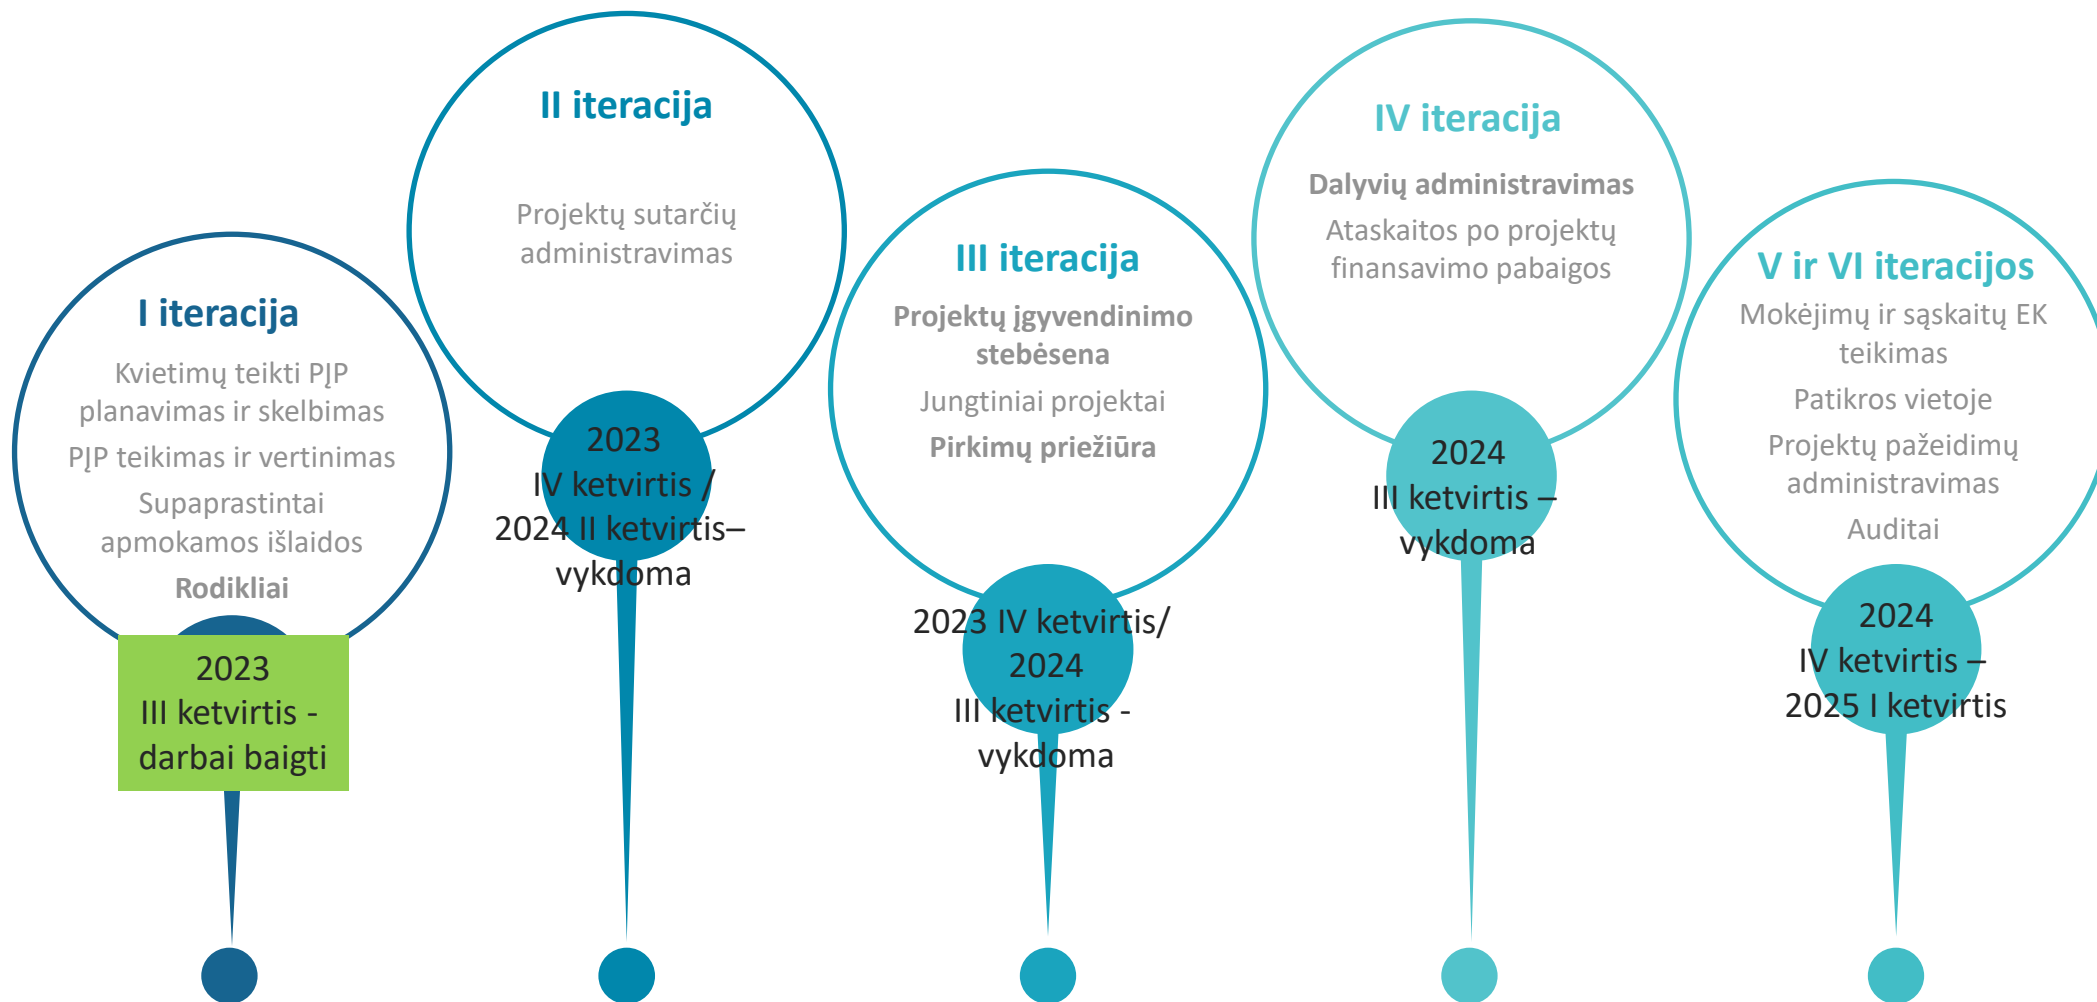 I iteracija
Kvietimų teikti PĮP
planavimas ir skelbimas
PĮP teikimas ir vertinimas
Supaprastintai
apmokamos išlaidos
Rodikliai
2023
III ketvirtis -
darbai baigti
II iteracija
Projektų sutarčių
administravimas
2023
IV ketvirtis /
2024 II ketvirtis–
vykdoma
III iteracija
Projektų įgyvendinimo
stebėsena
Jungtiniai projektai
Pirkimų priežiūra
2023 IV ketvirtis/
2024
III ketvirtis -
vykdoma
IV iteracija
Dalyvių administravimas
Ataskaitos po projektų
finansavimo pabaigos
2024
III ketvirtis –
vykdoma
V ir VI iteracijos
Mokėjimų ir sąskaitų EK
teikimas
Patikros vietoje
Projektų pažeidimų
administravimas
Auditai
2024
IV ketvirtis –
2025 I ketvirtis